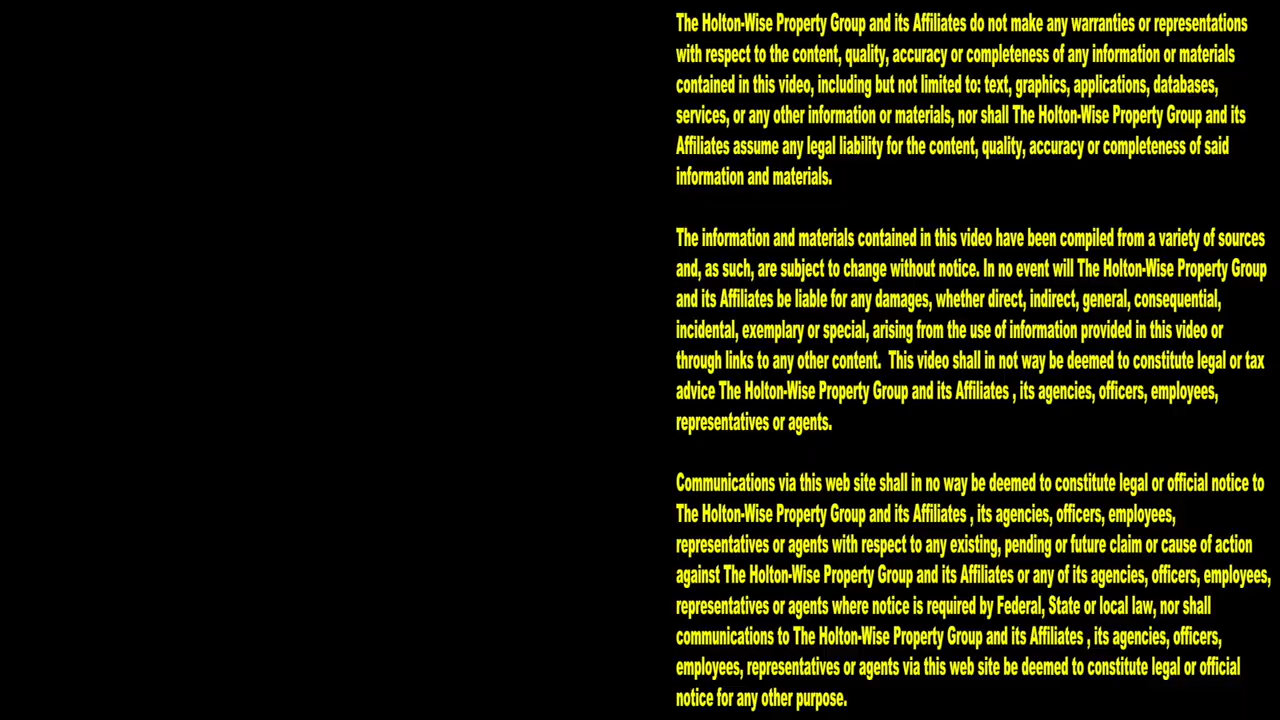 The Holton-Wise Property Group and its Affiliates do not make any warranties or representations
with respect to the content, quality, accuracy or completeness of any information or materials
contained in this video, including but not limited to: text, graphics, applications, databases,
services, or any other information or materials, nor shall The Holton-Wise Property Group and its
Affiliates assume any legal liability for the content, quality, accuracy or completeness of said
information and materials.
The information and materials contained in this video have been compiled from a variety of sources
and, as such, are subject to change without notice. In no event will The Holton-Wise Property Group
and its Affiliates be liable for any damages, whether direct, indirect, general, consequential,
incidental, exemplary or special, arising from the use of information provided in this video or
through links to any other content.  This video shall in not way be deemed to constitute legal or tax
advice The Holton-Wise Property Group and its Affiliates , its agencies, officers, employees,
representatives or agents.
Communications via this web site shall in no way be deemed to constitute legal or official notice to
The Holton-Wise Property Group and its Affiliates , its agencies, officers, employees,
representatives or agents with respect to any existing, pending or future claim or cause of action
against The Holton-Wise Property Group and its Affiliates or any of its agencies, officers, employees,
representatives or agents where notice is required by Federal, State or local law, nor shall
communications to The Holton-Wise Property Group and its Affiliates , its agencies, officers,
employees, representatives or agents via this web site be deemed to constitute legal or official
notice for any other purpose.